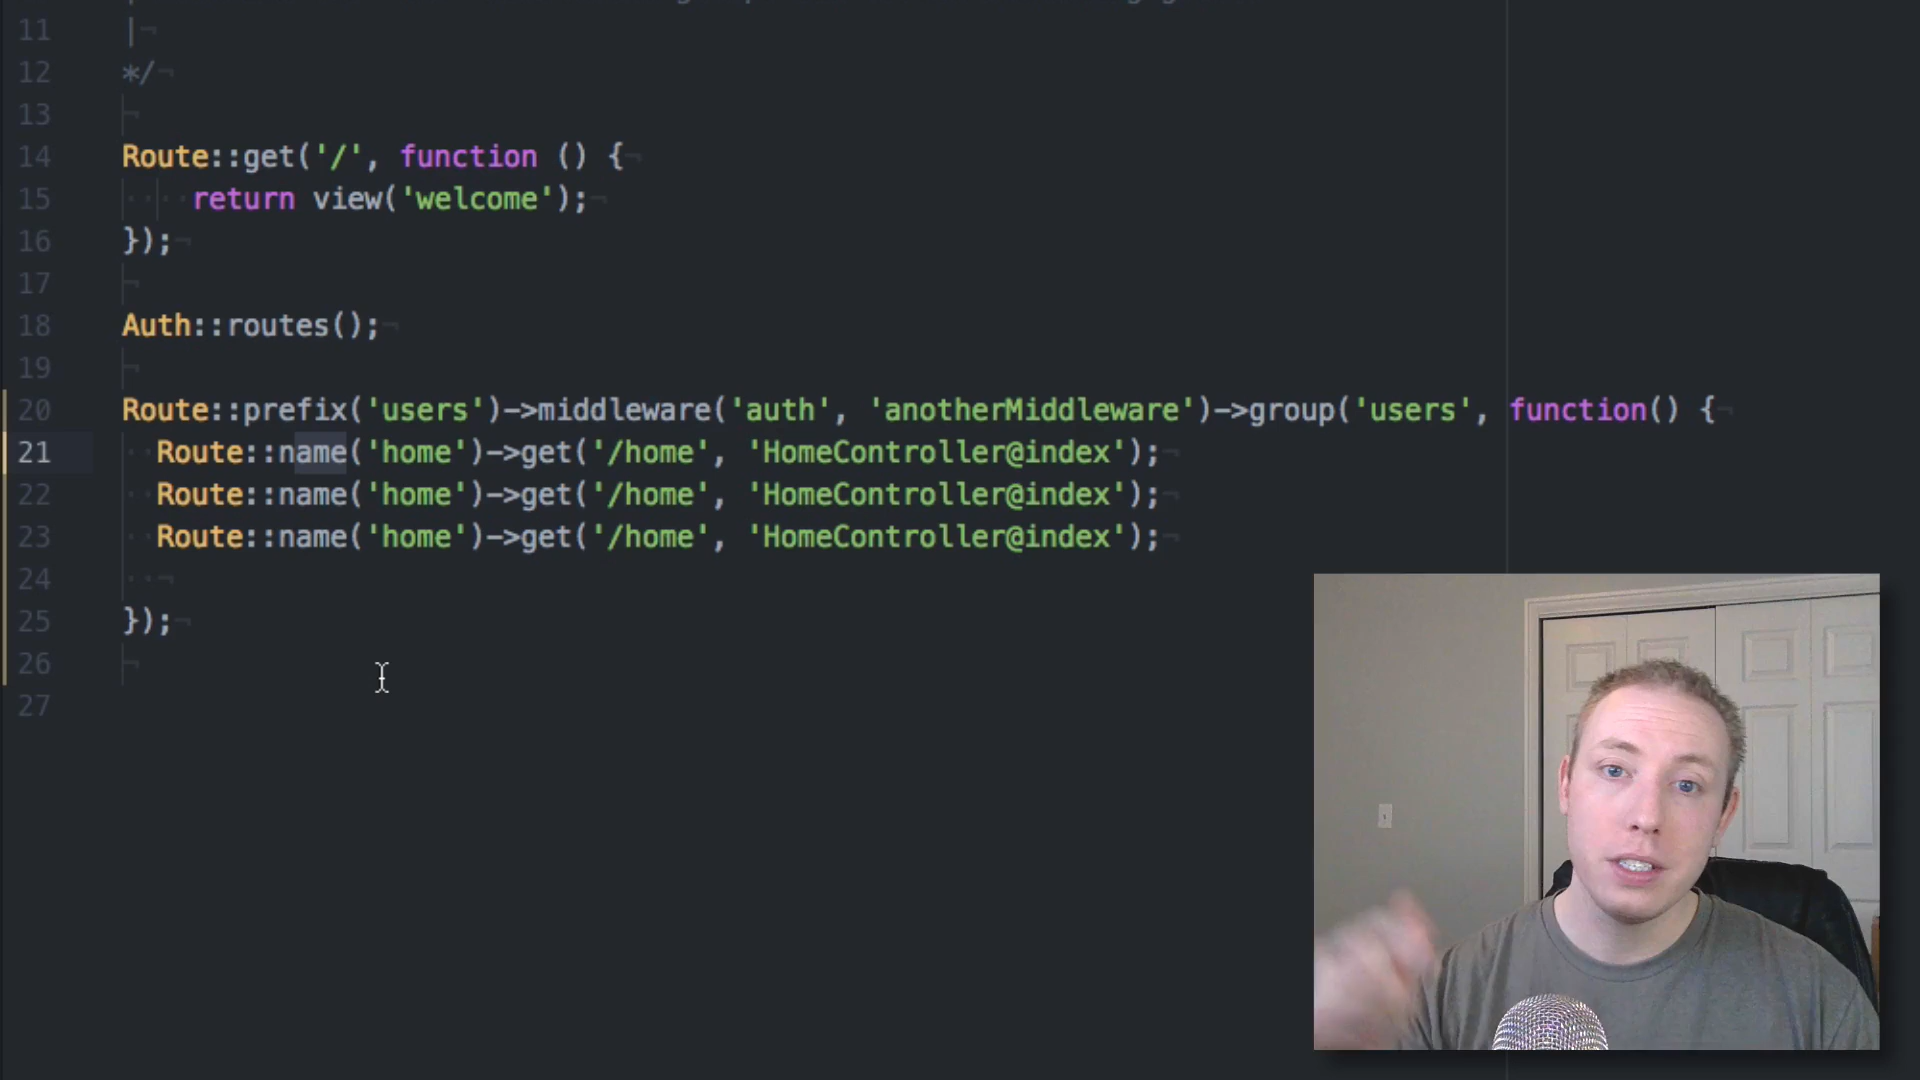 11 |
12 */
13
14 Route::get('/', function () {
15 return view('welcome');
16 });
17
18 Auth::routes();
19
20 Route::prefix('users')->middleware('auth', 'anotherMiddleware')->group('users', function() {
21 Route::name('home')->get('/home', 'HomeController@index');
22 Route::name('home')->get('/home', 'HomeController@index');
23 Route::name('home')->get('/home', 'HomeController@index');
24
25 });
26
27